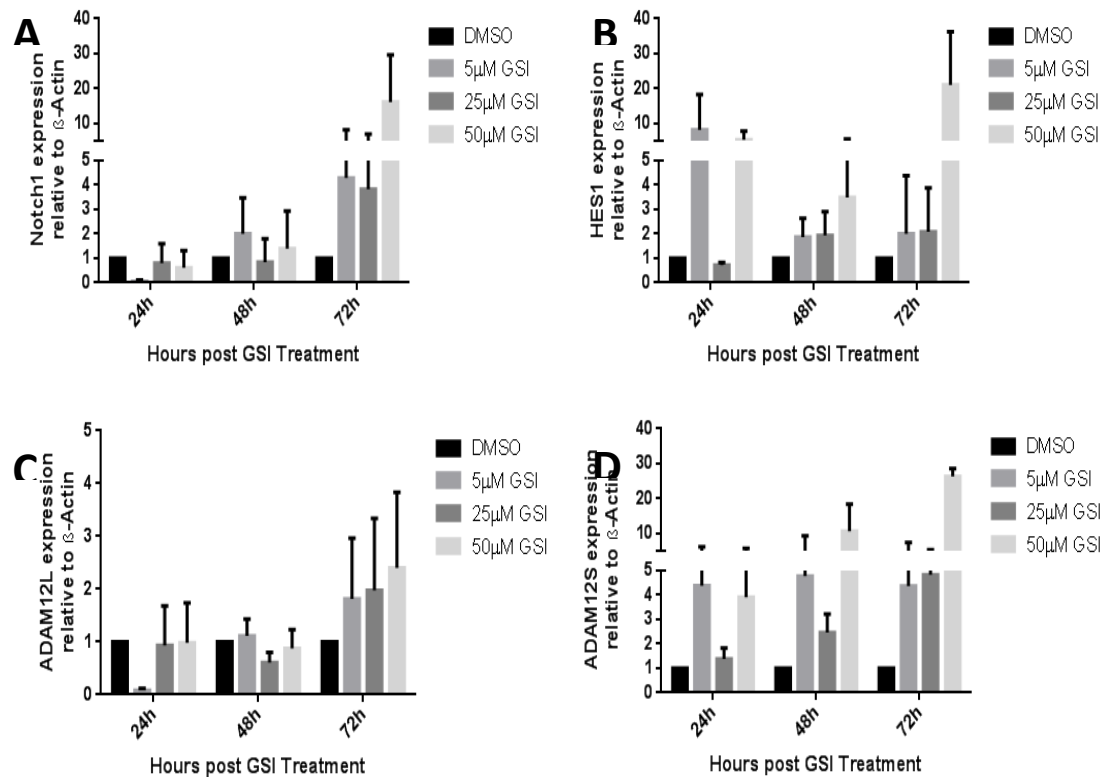 A
Notch1 expression
relative to ß-Actin
40
30
20
10
5
4
3
2
1
0
24h
48h
72h
Hours post GSI Treatment
DMSO
5µM GSI
25µM GSI
50µM GSI
B
HES1 expression
relative to ß-Actin
40
30
20
10
5
4
3
2
1
0
24h
48h
72h
Hours post GSI Treatment
DMSO
5µM GSI
25µM GSI
50µM GSI
C
ADAM12L expression
relative to ß-Actin
5
4
3
2
1
0
24h
48h
72h
Hours post GSI Treatment
DMSO
5µM GSI
25µM GSI
50µM GSI
D
ADAM12S expression
relative to ß-Actin
40
30
20
10
5
4
3
2
1
0
24h
48h
72h
Hours post GSI Treatment
DMSO
5µM GSI
25µM GSI
50µM GSI